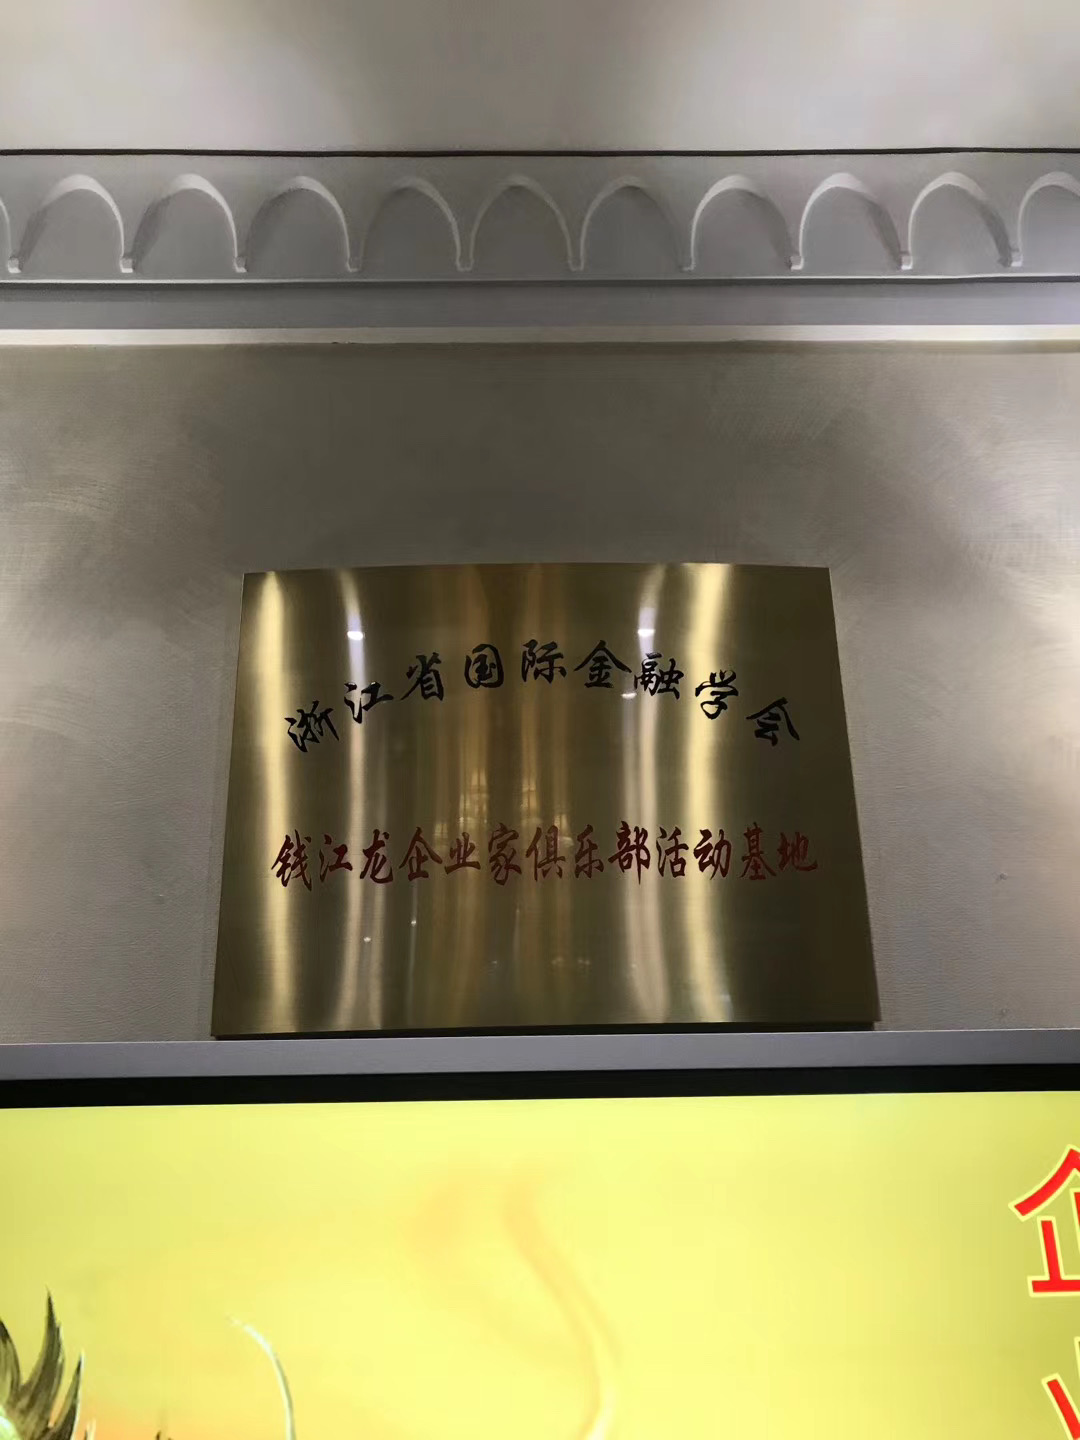 浙江省国际金融学会
钱江龙企业家俱乐部活动基地
企